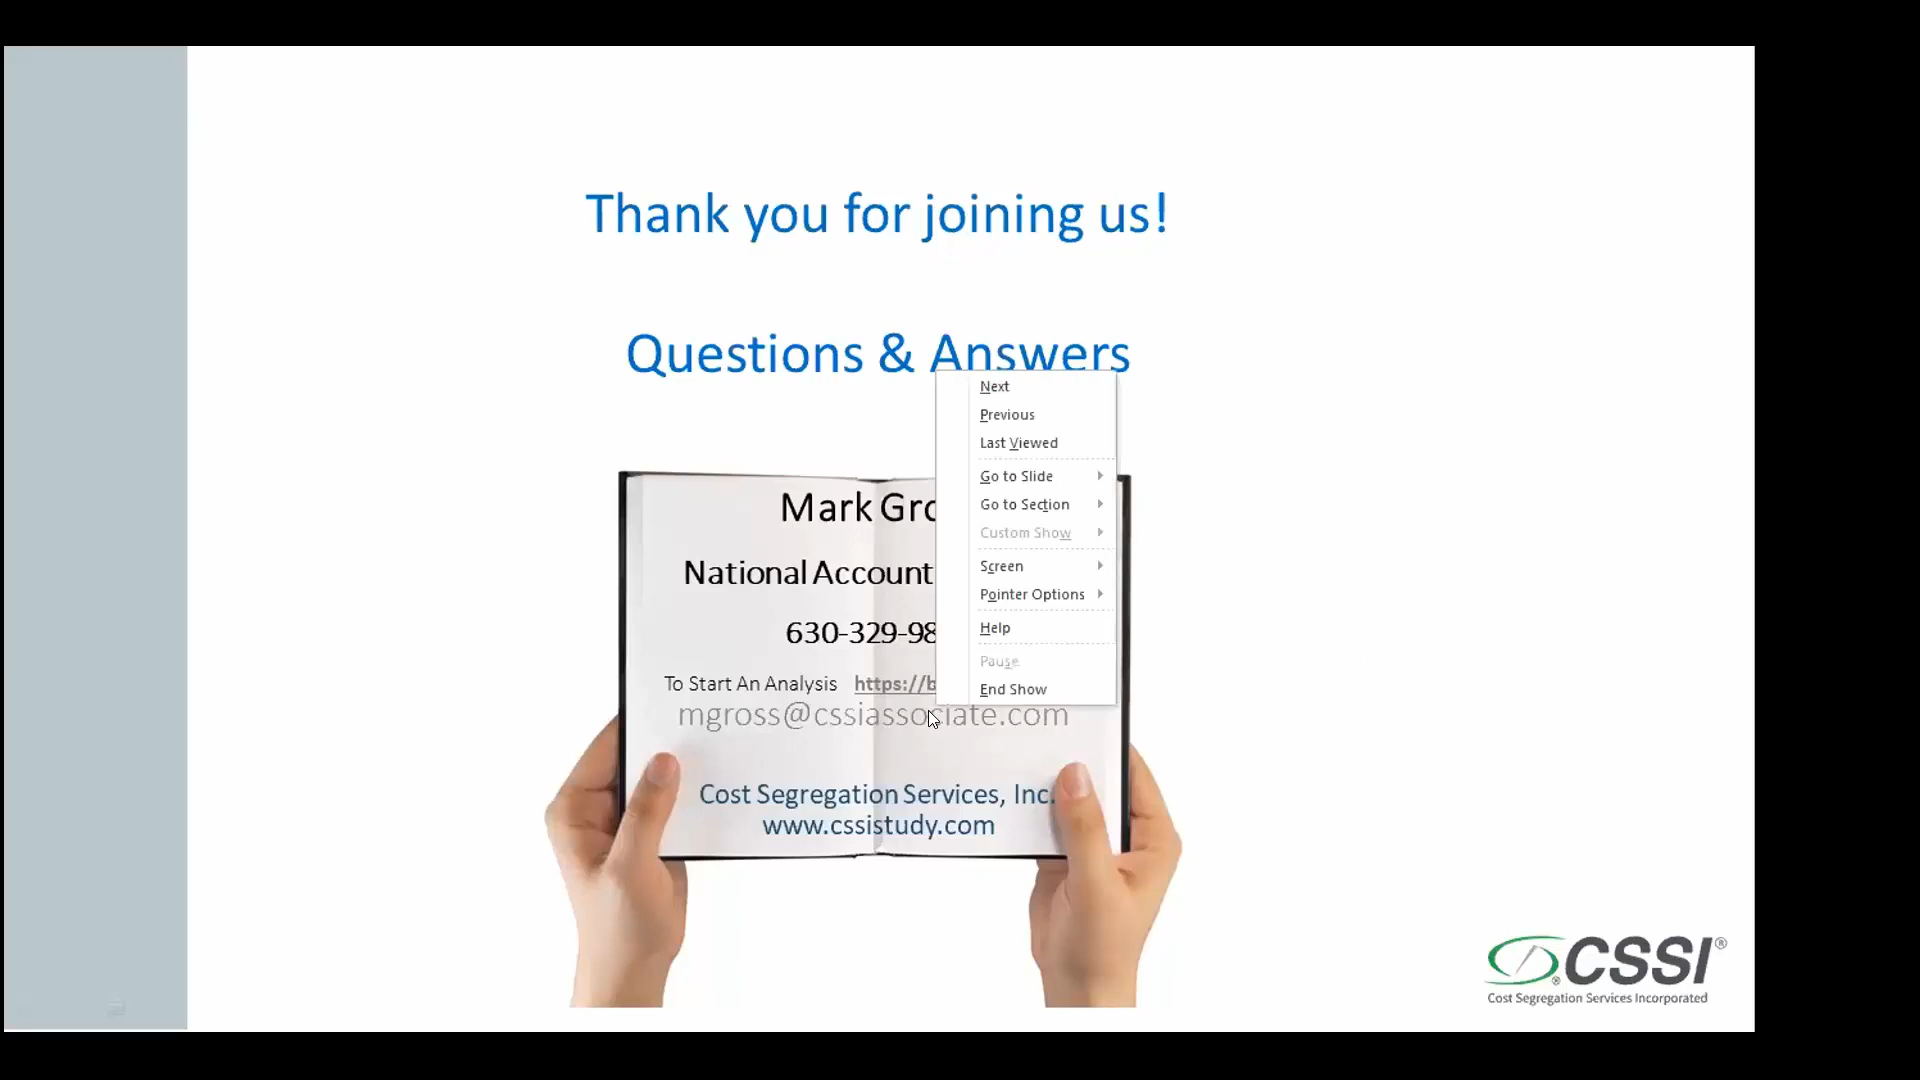 Thank you for joining us!
Questions & Answers
Next
Previous
Last Viewed
Go to Slide
Go to Section
Custom Show
Screen
Pointer Options
Help
Pause
End Show
Mark
National Account
630-329-98
To Start An Analysis https://b
mgross@cssiassociate.com
Cost Segregation Services, Inc.
www.cssistudy.com
CSSI®
Cost Segregation Services Incorporated